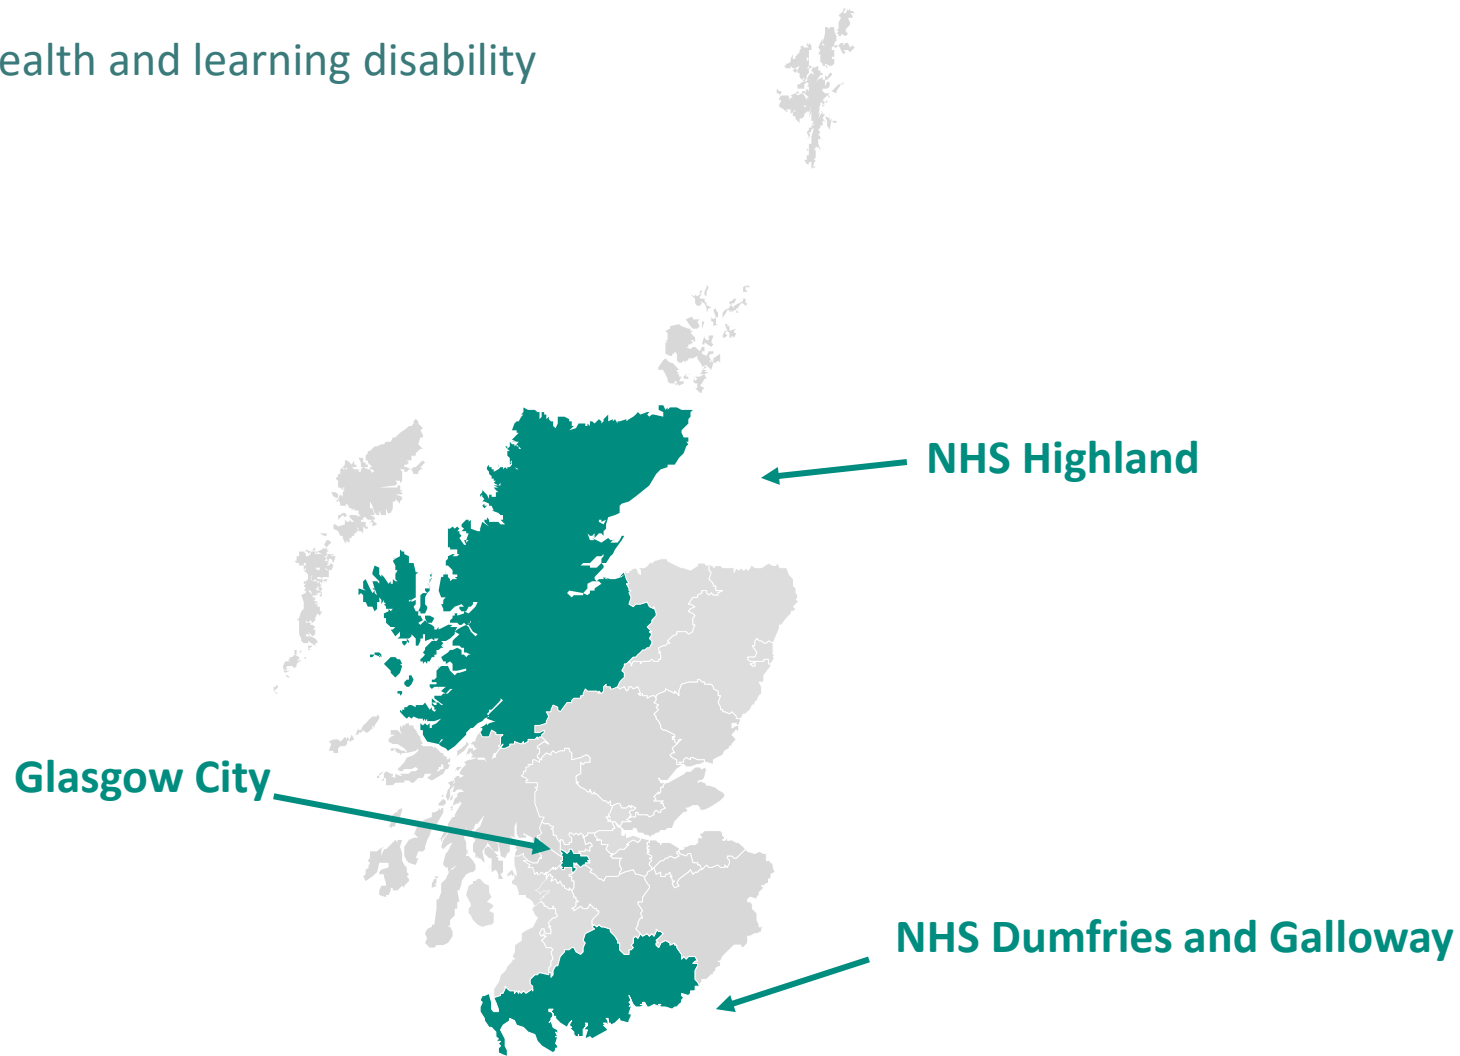 ealth and learning disability
NHS Highland
Glasgow City
NHS Dumfries and Galloway